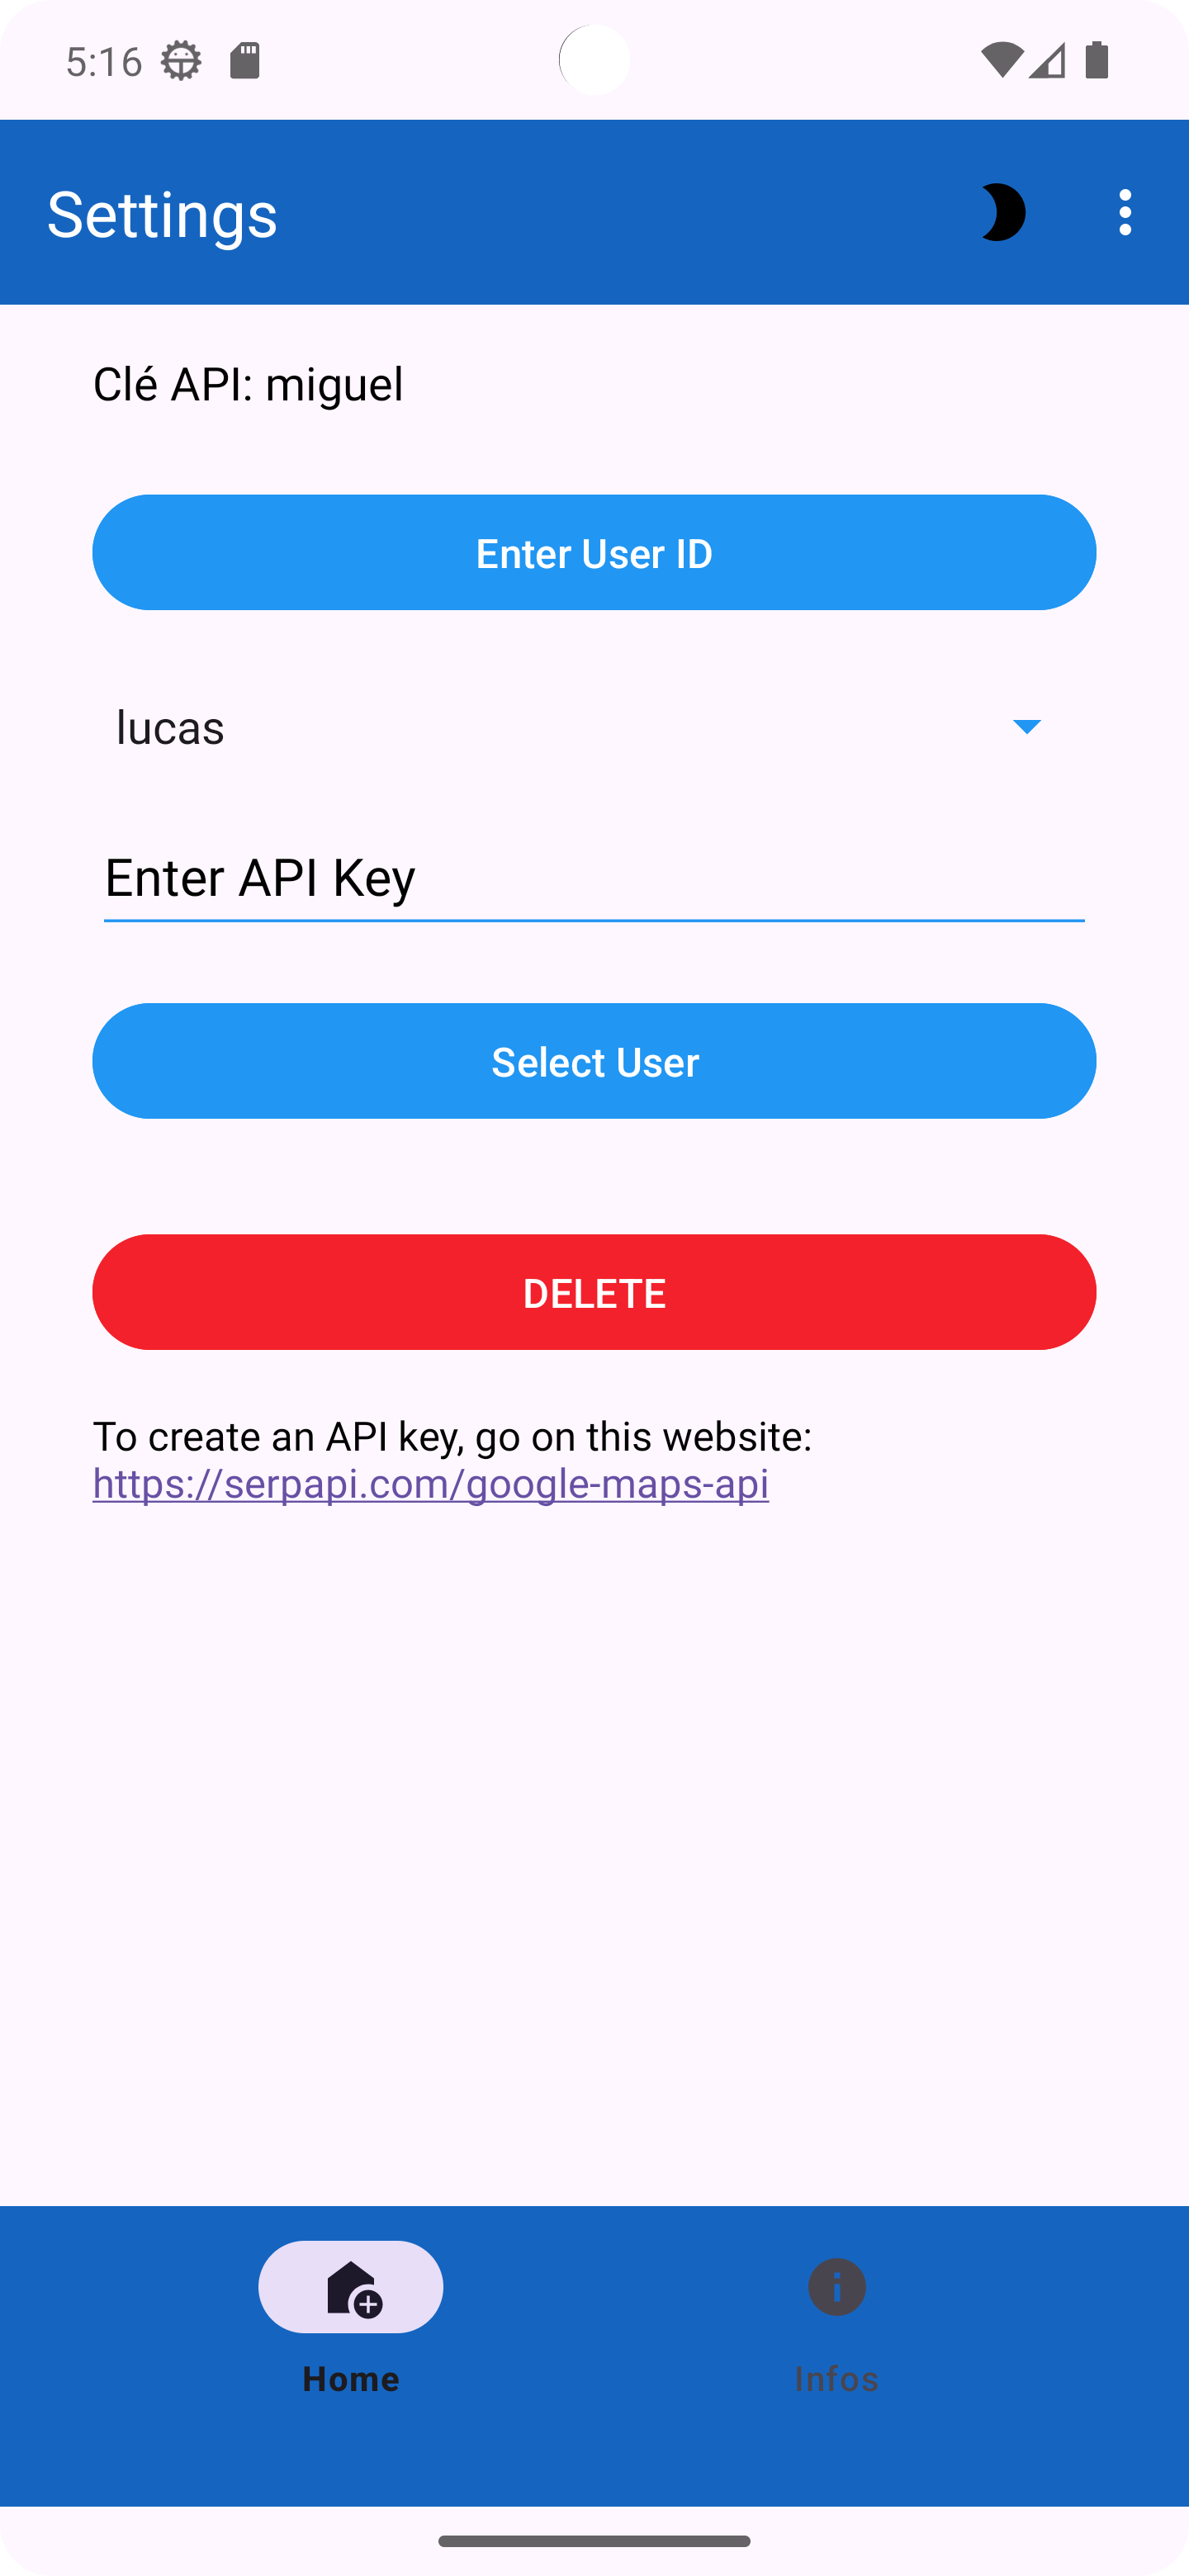 5:16
Settings
Clé API: miguel
Enter User ID
lucas
Enter API Key
Select User
DELETE
To create an API key, go on this website:
https://serpapi.com/google-maps-api
Home
Infos